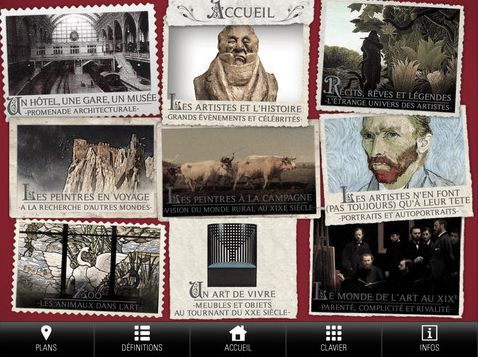 ACCUEIL
UN HÔTEL, UNE GARE, UN MUSÉE
-PROMENADE ARCHITECTURALE-
LES ARTISTES ET L'HISTOIRE
-GRANDS ÉVÈNEMENTS ET CÉLÉBRITÉS-
RÉCITS, RÊVES ET LÉGENDES
-L'ÉTRANGE UNIVERS DES ARTISTES-
LES PEINTRES EN VOYAGE
-À LA RECHERCHE D'AUTRES MONDES-
LES PEINTRES À LA CAMPAGNE
VISION DU MONDE RURAL AU XIXE SIÈCLE
LES ARTISTES N'EN FONT
(PAS TOUJOURS) QU'À LEUR TETE
-PORTRAITS ET AUTOPORTRAITS-
ZOO
-LES ANIMAUX DANS L'ART-
UN ART DE VIVRE
-MEUBLES ET OBJETS
AU TOURNANT DU XXE SIÈCLE-
LE MONDE DE L'ART AU XIXE
-PARENTÉ, COMPLICITÉ ET RIVALITÉ-
PLANS
DÉFINITIONS
ACCUEIL
CLAVIER
INFOS